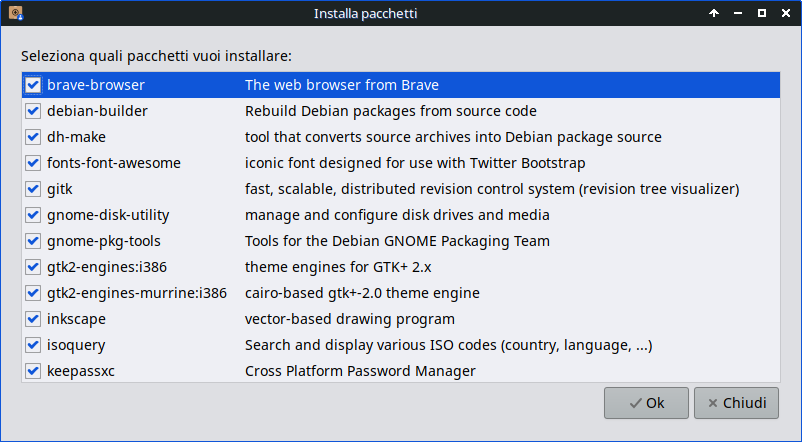 Installa pacchetti
Seleziona quali pacchetti vuoi installare:
brave-browser The web browser from Brave
debian-builder Rebuild Debian packages from source code
dh-make tool that converts source archives into Debian package source
fonts-font-awesome iconic font designed for use with Twitter Bootstrap
gitk fast, scalable, distributed revision control system (revision tree visualizer)
gnome-disk-utility manage and configure disk drives and media
gnome-pkg-tools Tools for the Debian GNOME Packaging Team
gtk2-engines:i386 theme engines for GTK+ 2.x
gtk2-engines-murrine:i386 cairo-based gtk+-2.0 theme engine
inkscape vector-based drawing program
isoquery Search and display various ISO codes (country, language, ...)
keepassxc Cross Platform Password Manager
Ok Chiudi